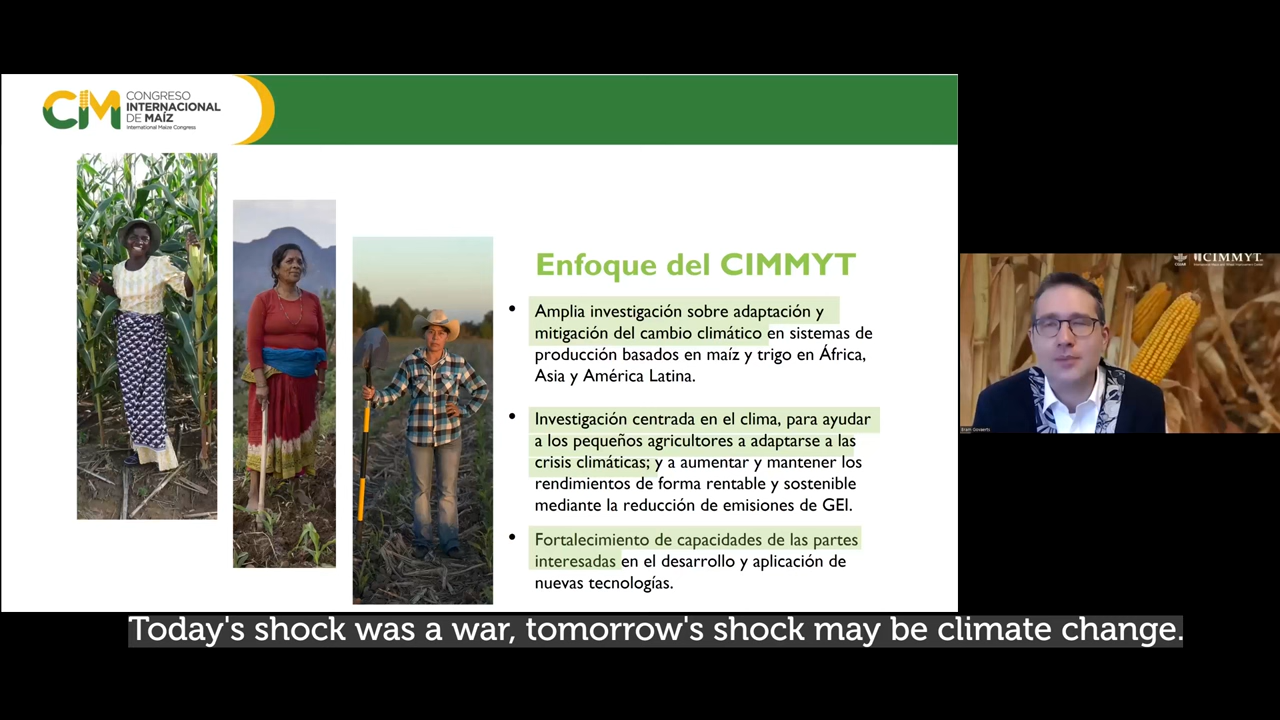 CIM
CONGRESO
INTERNACIONAL
DE MAÍZ
International Maize Congress
Enfoque del CIMMYT
• Amplia investigación sobre adaptación y
mitigación del cambio climático en sistemas de
producción basados en maíz y trigo en África,
Asia y América Latina.
• Investigación centrada en el clima, para ayudar
a los pequeños agricultores a adaptarse a las
crisis climáticas; y a aumentar y mantener los
rendimientos de forma rentable y sostenible
mediante la reducción de emisiones de GEI.
• Fortalecimiento de capacidades de las partes
interesadas en el desarrollo y aplicación de
nuevas tecnologías.
CGIAR
CIMMYT
Bram Govaerts
Today's shock was a war, tomorrow's shock may be climate change.